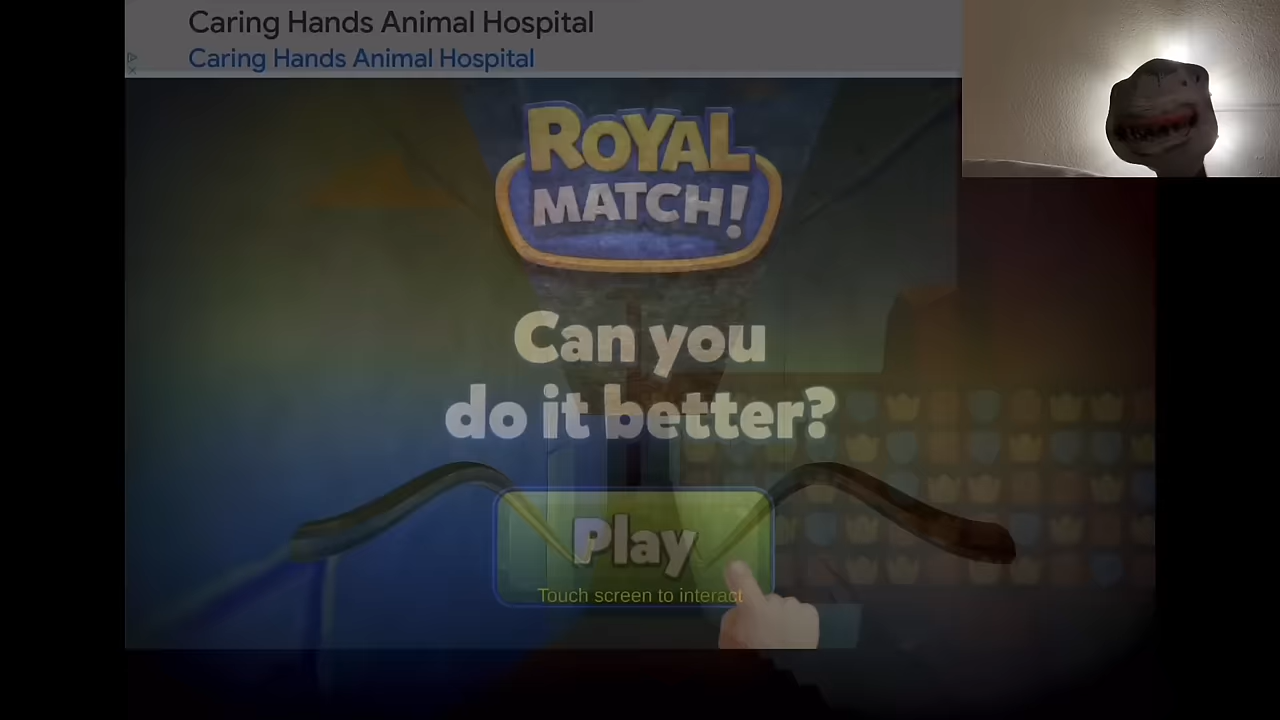 Caring Hands Animal Hospital
Caring Hands Animal Hospital
ROYAL
MATCH!
Can you
do it better?
Play
Touch screen to interact